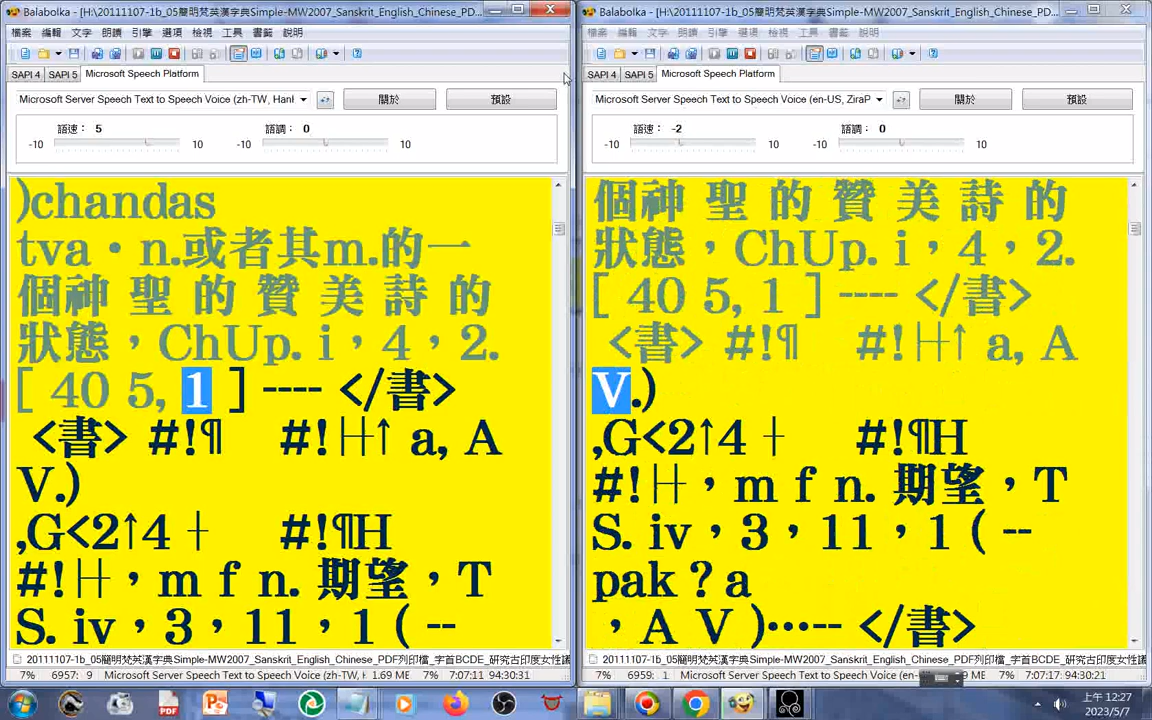 Balabolka - [H:\20111107-1b_05簡明梵英漢字典Simple-MW2007_Sanskrit_English_Chinese_PD...
檔案 編輯 文字 朗讀 引擎 選項 檢視 工具 書籤 說明
SAPI 4 SAPI 5 Microsoft Speech Platform
Microsoft Server Speech Text to Speech Voice (zh-TW, Hanl
關於 預設
語速： 5 語調： 0
-10 10 -10 10
)chandas
tva・n.或者其m.的一
個神 聖 的 贊 美 詩 的
狀態，ChUp. i，4，2.
[ 40 5, 1 ] ---- </書>
<書> #!¶ #!├┤↑ a, A
V.)
,G<2↑4 ┼ #!¶H
#!├┤，m f n. 期望，T
S. iv，3，11，1 ( --
20111107-1b_05簡明梵英漢字典Simple-MW2007_Sanskrit_English_Chinese_PDF列印檔_字首BCDE_研究古印度女性議
7% 6957: 9 Microsoft Server Speech Text to Speech Voice (zh-TW, H 1.69 ME 7% 7:07:11 94:30:31
Balabolka - [H:\20111107-1b_05簡明梵英漢字典Simple-MW2007_Sanskrit_English_Chinese_PDF...
檔案 編輯 文字 朗讀 引擎 選項 檢視 工具 書籤 說明
SAPI 4 SAPI 5 Microsoft Speech Platform
Microsoft Server Speech Text to Speech Voice (en-US, ZiraP
關於 預設
語速： -2 語調： 0
-10 10 -10 10
個神 聖 的 贊 美 詩 的
狀態，ChUp. i，4，2.
[ 40 5, 1 ] ---- </書>
<書> #!¶ #!├┤↑ a, A
V.)
,G<2↑4 ┼ #!¶H
#!├┤，m f n. 期望，T
S. iv，3，11，1 ( --
pak？a
，A V )…-- </書>
20111107-1b_05簡明梵英漢字典Simple-MW2007_Sanskrit_English_Chinese_PDF列印檔_字首BCDE_研究古印度女性議
7% 6959: 1 Microsoft Server Speech Text to Speech Voice (en-U ME 7% 7:07:17 94:30:21
上午 12:27
2023/5/7